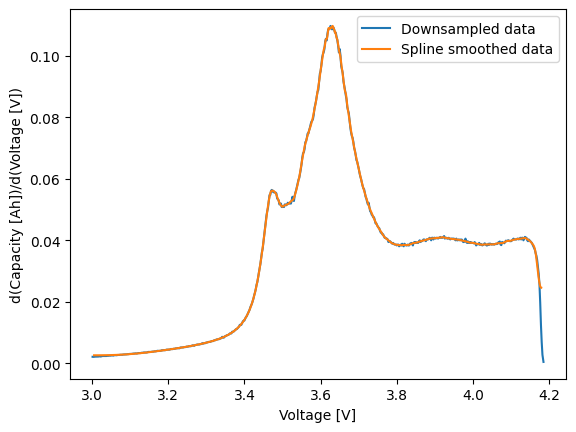 Downsampled data
Spline smoothed data
d(Capacity [Ah])/d(Voltage [V])
0.10
0.08
0.06
0.04
0.02
0.00
3.0 3.2 3.4 3.6 3.8 4.0 4.2
Voltage [V]